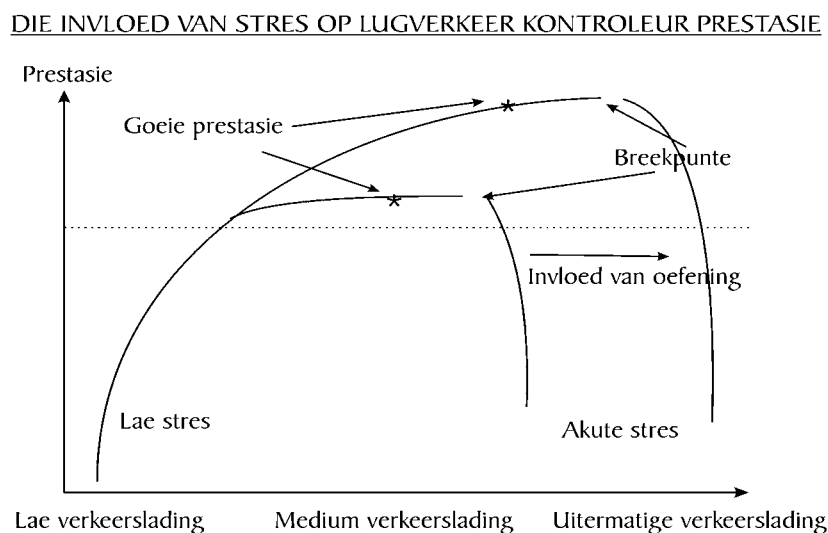 DIE INVLOED VAN STRES OP LUGVERKEER KONTROLEUR PRESTASIE
Prestasie
Goeie prestasie
Breekpunte
Invloed van oefening
Lae stres
Akute stres
Lae verkeerslading
Medium verkeerslading
Uitermatige verkeerslading